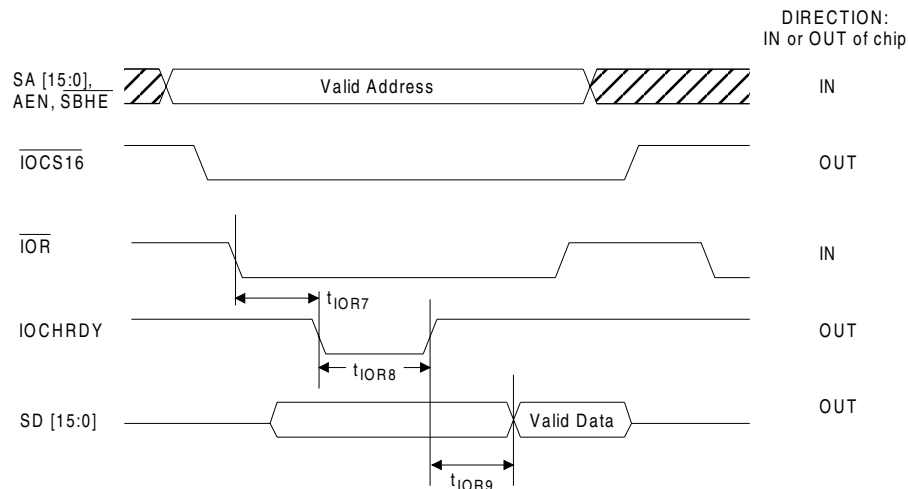 DIRECTION:
IN or OUT of chip
SA [15:0],
AEN, SBHE
Valid Address
IN
IOCS16
OUT
IOR
IN
tIOR7
IOCHRDY
OUT
tIOR8
SD [15:0]
Valid Data
OUT
tIOR9